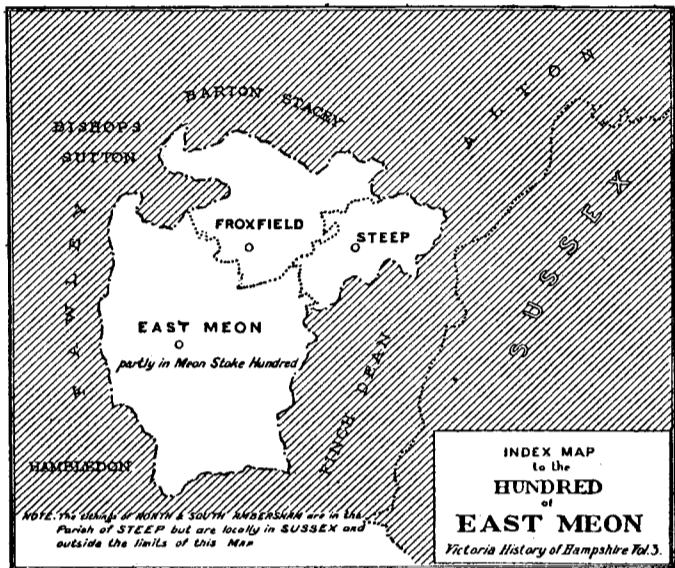 BARTON STACEY
ALTON
BISHOPS
SUTTON
SUSSEX
FAWLEY
FROXFIELD
STEEP
EAST MEON
partly in Meon Stoke Hundred
FINCH DEAN
HAMBLEDON
NOTE. The tithings of NORTH & SOUTH AMBERSHAM are in the
Parish of STEEP but are locally in SUSSEX and
outside the limits of this MAP
INDEX MAP
to the
HUNDRED
of
EAST MEON
Victoria History of Hampshire Vol. 3.